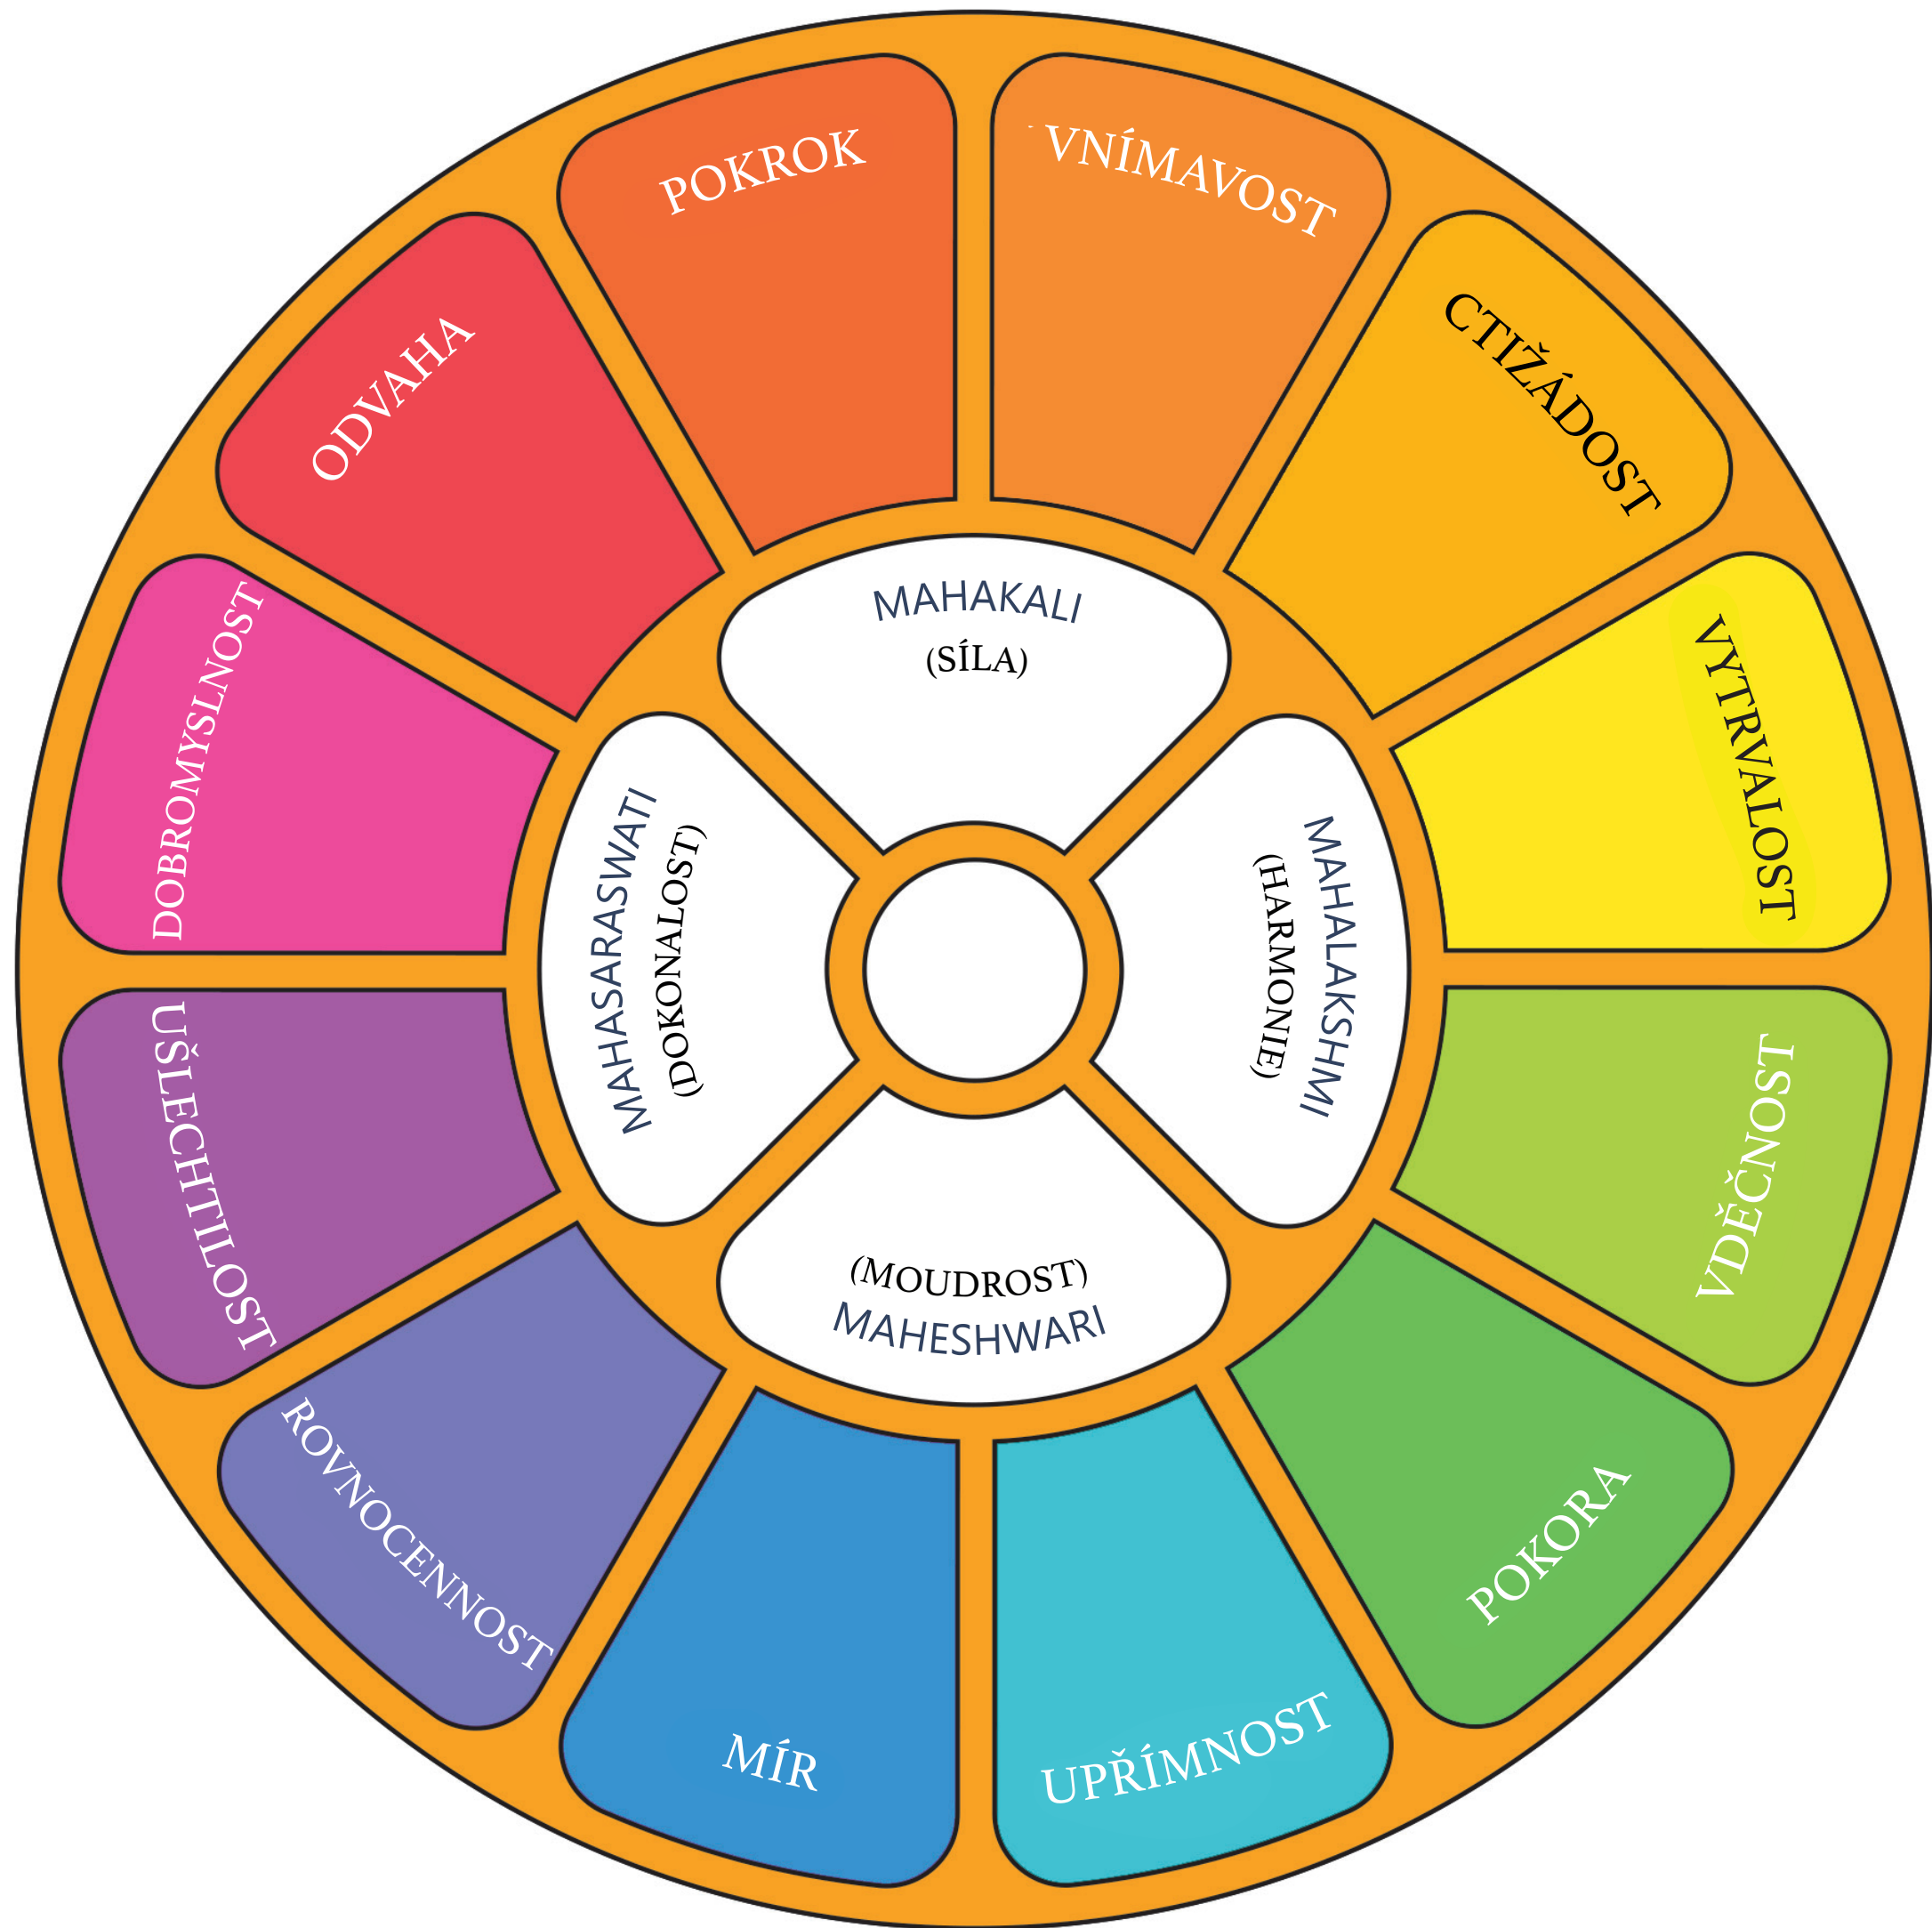 POKROK
VNÍMAVOST
CTIŽÁDOST
VYTRVALOST
VDĚČNOST
POKORA
UPŘÍMNOST
MÍR
ROVNOCENNOST
UŠLECHTILOST
DOBROMYSLNOST
ODVAHA
MAHAKALI
(SÍLA)
MAHALAKSHMI
(HARMONIE)
(MOUDROST)
MAHESHWARI
MAHASARASWATI
(DOKONALOST)